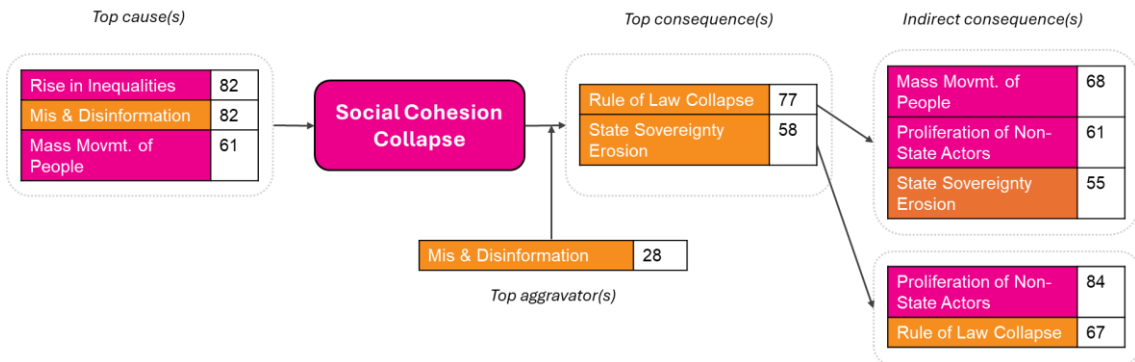 Top cause(s)
Top consequence(s)
Indirect consequence(s)
Rise in Inequalities 82
Mis & Disinformation 82
Mass Movmt. of 61
People
Social Cohesion
Collapse
Rule of Law Collapse 77
State Sovereignty 58
Erosion
Mass Movmt. of 68
People
Proliferation of Non- 61
State Actors
State Sovereignty 55
Erosion
Mis & Disinformation 28
Top aggravator(s)
Proliferation of Non- 84
State Actors
Rule of Law Collapse 67